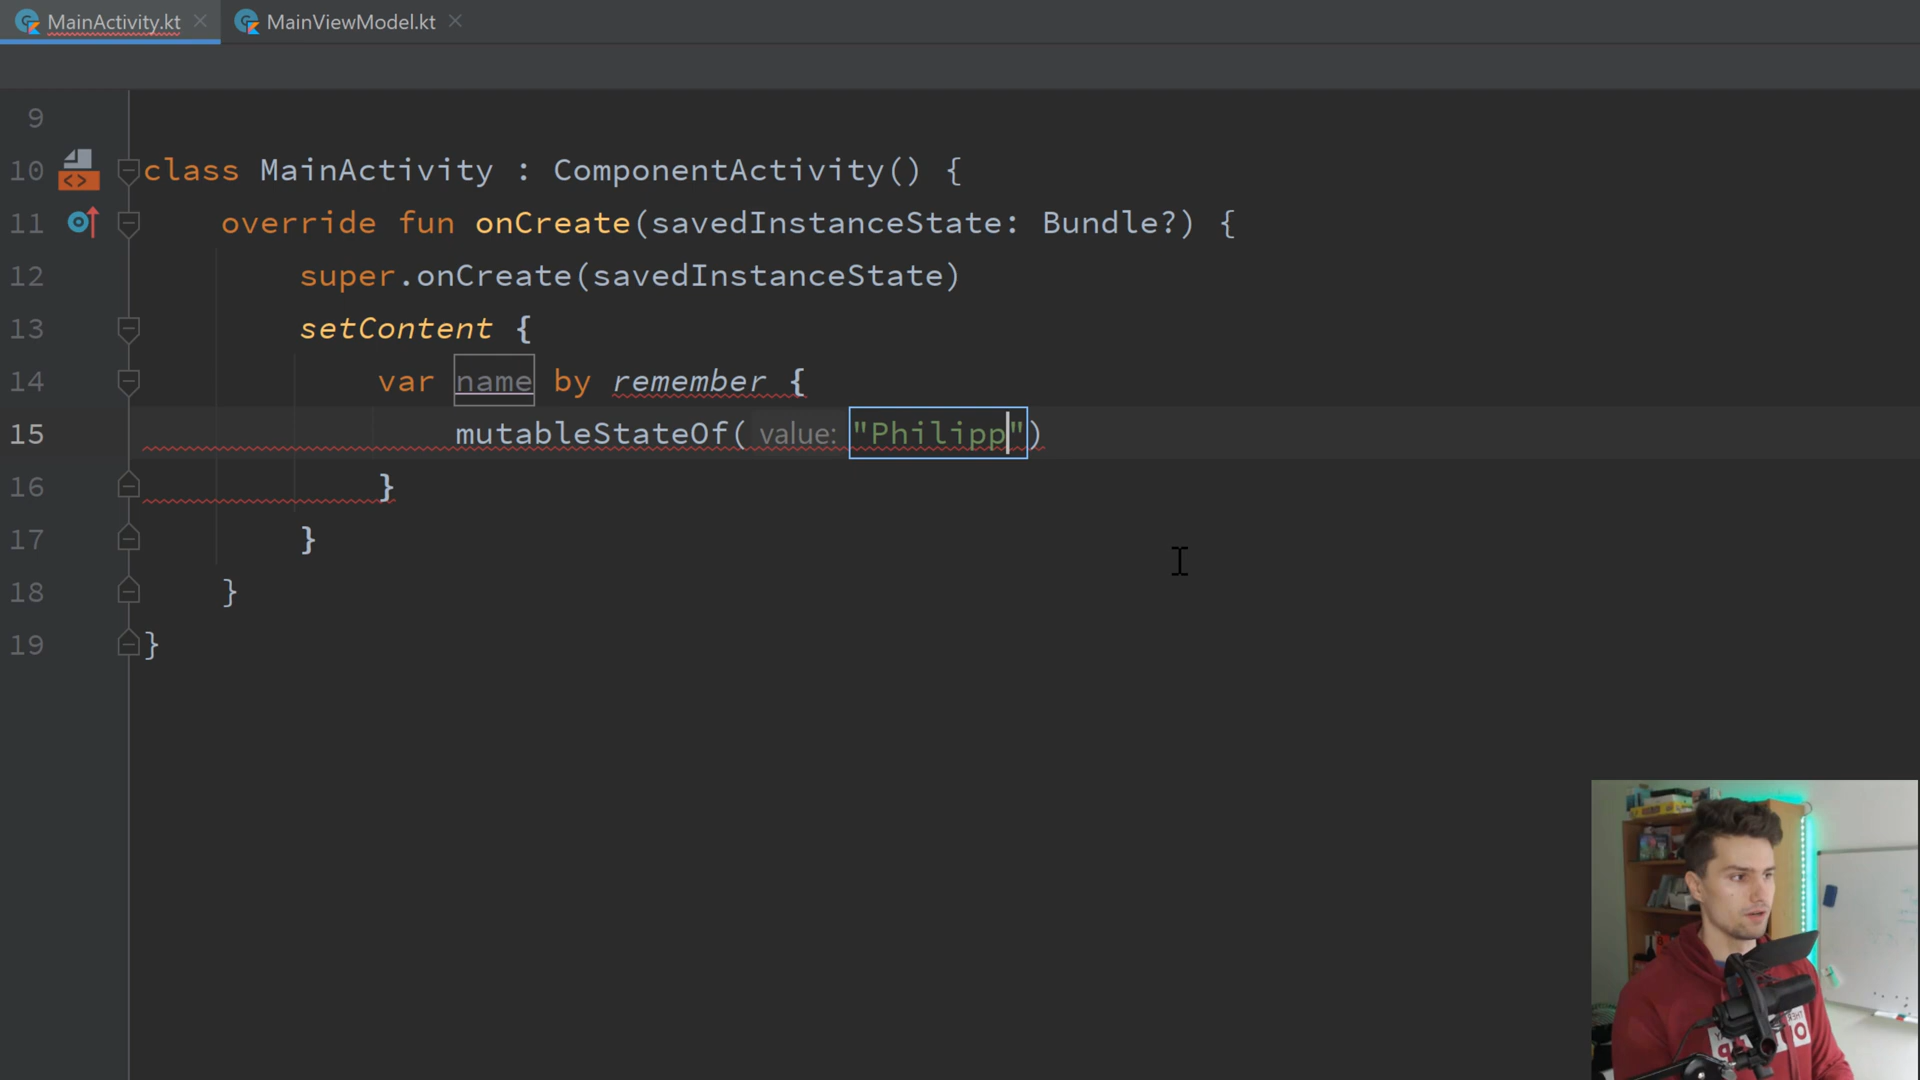 MainActivity.kt MainViewModel.kt
9
10 class MainActivity : ComponentActivity() {
11 override fun onCreate(savedInstanceState: Bundle?) {
12 super.onCreate(savedInstanceState)
13 setContent {
14 var name by remember {
15 mutableStateOf( value: "Philipp")
16 }
17 }
18 }
19 }